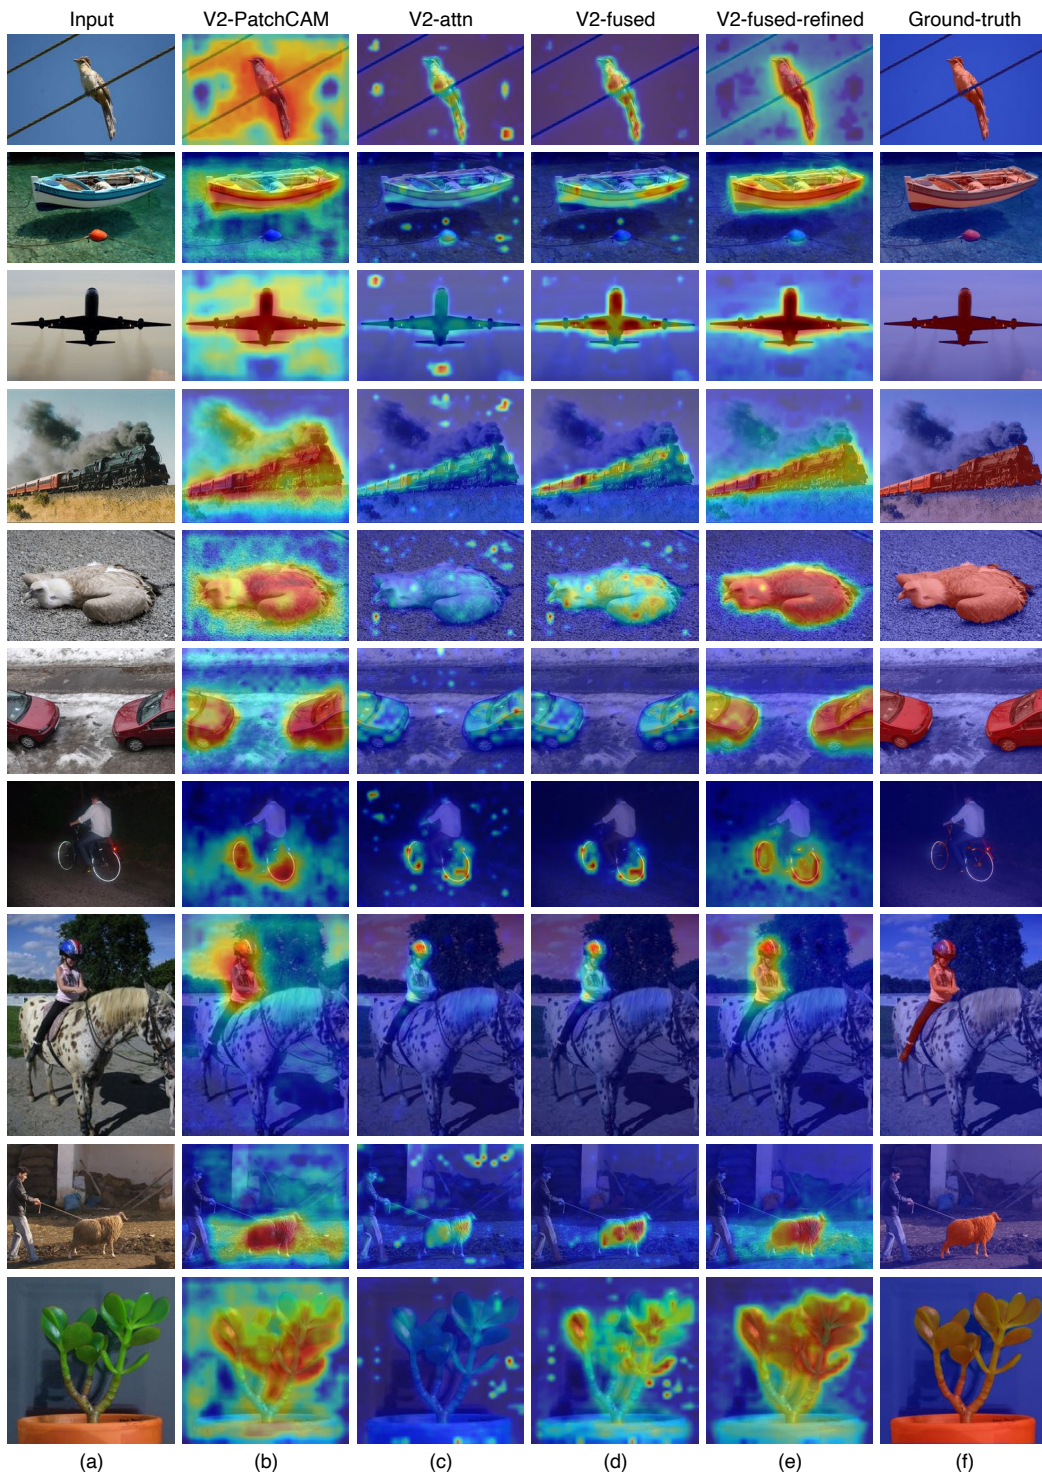 Input V2-PatchCAM V2-attn V2-fused V2-fused-refined Ground-truth
(a) (b) (c) (d) (e) (f)